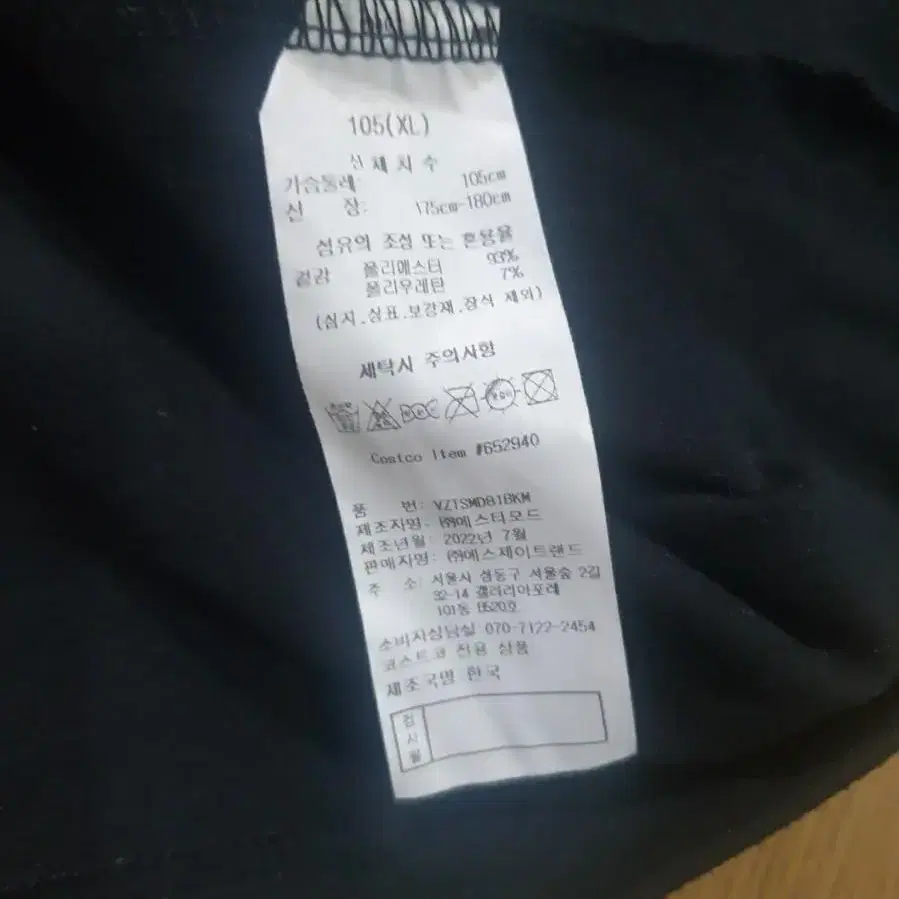 105(XL)
신 체 치 수
가슴둘레: 105cm
신 장: 175cm-180cm
섬유의 조성 또는 혼용율
겉감 폴리에스터 93%
폴리우레탄 7%
(심지.상표.보강재.장식 제외)
세탁시 주의사항
Costco Item #652940
품 번: VZTSMD81BKM
제조자명: ㈜에스터모드
제조년월: 2022년 7월
판매자명: ㈜에스제이트랜드
주 소: 서울시 성동구 서울숲 2길
32-14 갤러리아포레
101동 B520호
소비자상담실 070-7122-2454
코스트코 전용 상품
제조국명 한국
검사필